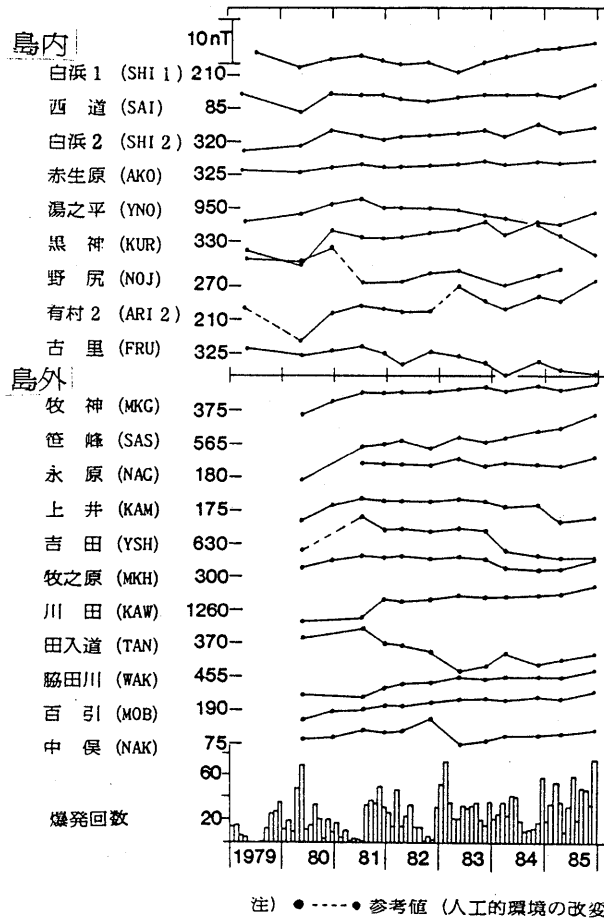 10nT
島内
白浜1 (SHI 1) 210
西道 (SAI) 85
白浜2 (SHI 2) 320
赤生原 (AKO) 325
湯之平 (YNO) 950
黒神 (KUR) 330
野尻 (NOJ) 270
有村2 (ARI 2) 210
古里 (FRU) 325
島外
牧神 (MKG) 375
笹峰 (SAS) 565
永原 (NAG) 180
上井 (KAM) 175
吉田 (YSH) 630
牧之原 (MKH) 300
川田 (KAW) 1260
田入道 (TAN) 370
脇田川 (WAK) 455
百引 (MOB) 190
中俣 (NAK) 75
60
爆発回数 20
1979 80 81 82 83 84 85
注) ●----● 参考値 (人工的環境の改変